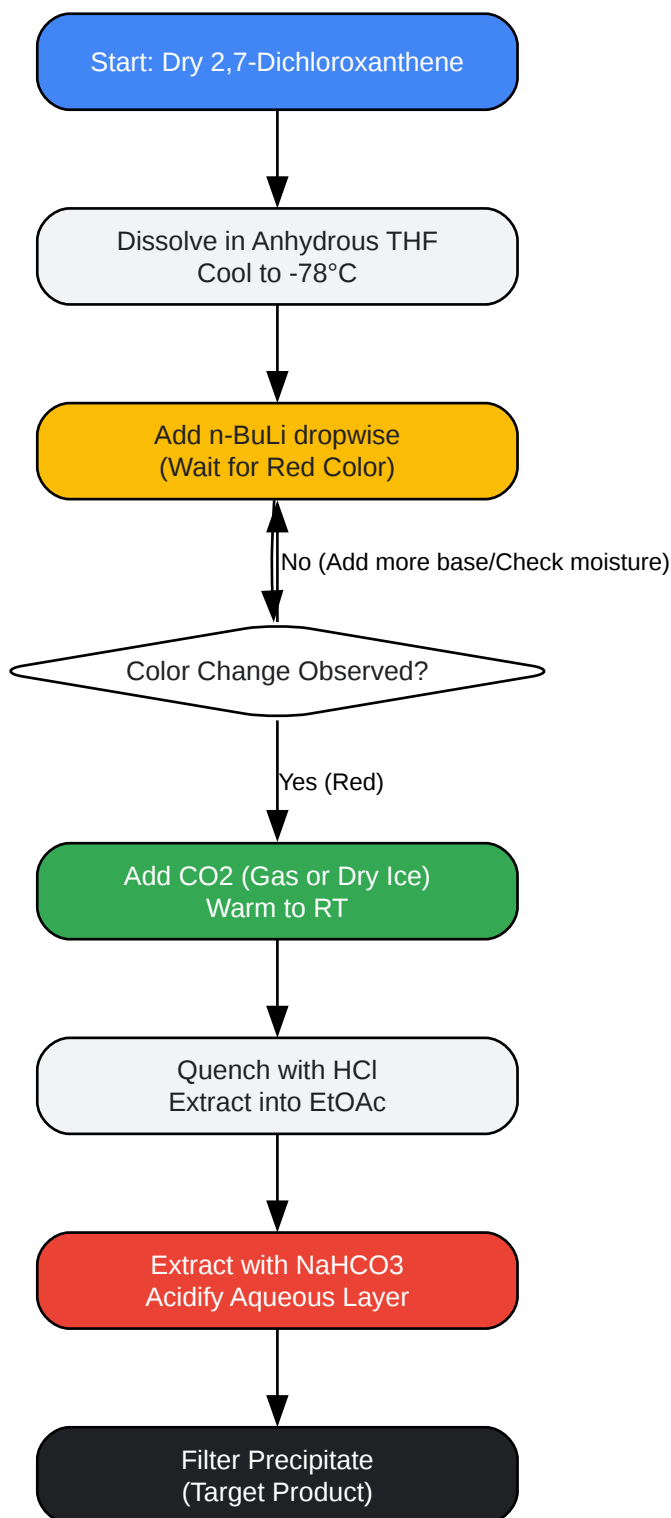 Start: Dry 2,7-Dichloroxanthene
Dissolve in Anhydrous THF
Cool to -78°C
Add n-BuLi dropwise
(Wait for Red Color)
No (Add more base/Check moisture)
Color Change Observed?
Yes (Red)
Add CO2 (Gas or Dry Ice)
Warm to RT
Quench with HCl
Extract into EtOAc
Extract with NaHCO3
Acidify Aqueous Layer
Filter Precipitate
(Target Product)